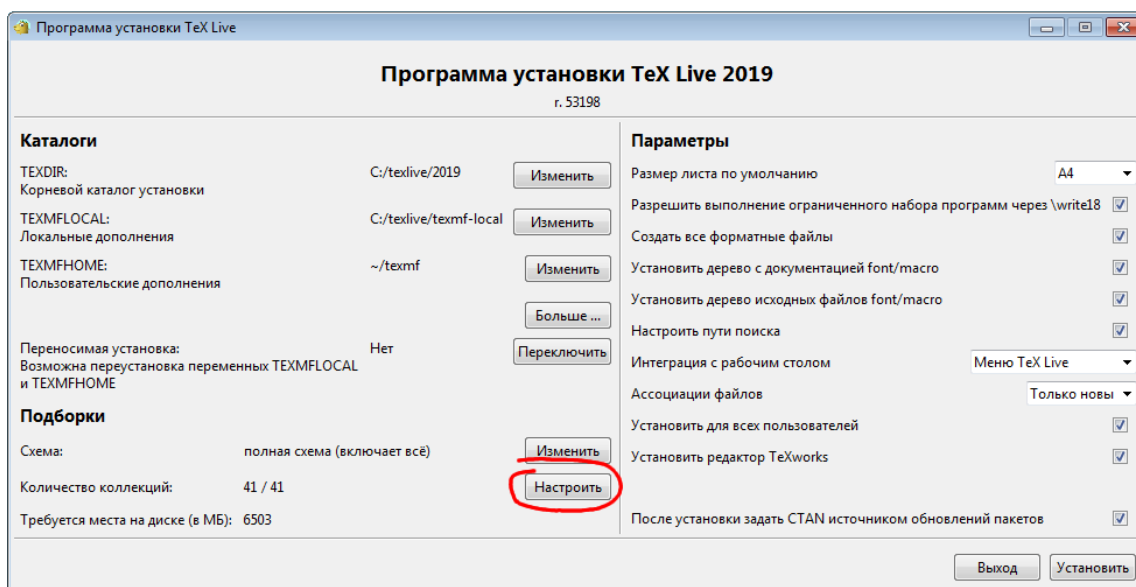 Программа установки TeX Live
Программа установки TeX Live 2019
r. 53198
Каталоги
TEXDIR: C:/texlive/2019 Изменить
Корневой каталог установки
TEXMFLOCAL: C:/texlive/texmf-local Изменить
Локальные дополнения
TEXMFHOME: ~/texmf Изменить
Пользовательские дополнения
Больше ...
Переносимая установка: Нет Переключить
Возможна переустановка переменных TEXMFLOCAL
и TEXMFHOME
Подборки
Схема: полная схема (включает всё) Изменить
Количество коллекций: 41 / 41 Настроить
Требуется места на диске (в МБ): 6503
Параметры
Размер листа по умолчанию A4
Разрешить выполнение ограниченного набора программ через \write18
Создать все форматные файлы
Установить дерево с документацией font/macro
Установить дерево исходных файлов font/macro
Настроить пути поиска
Интеграция с рабочим столом Меню TeX Live
Ассоциации файлов Только новы
Установить для всех пользователей
Установить редактор TeXworks
После установки задать CTAN источником обновлений пакетов
Выход Установить